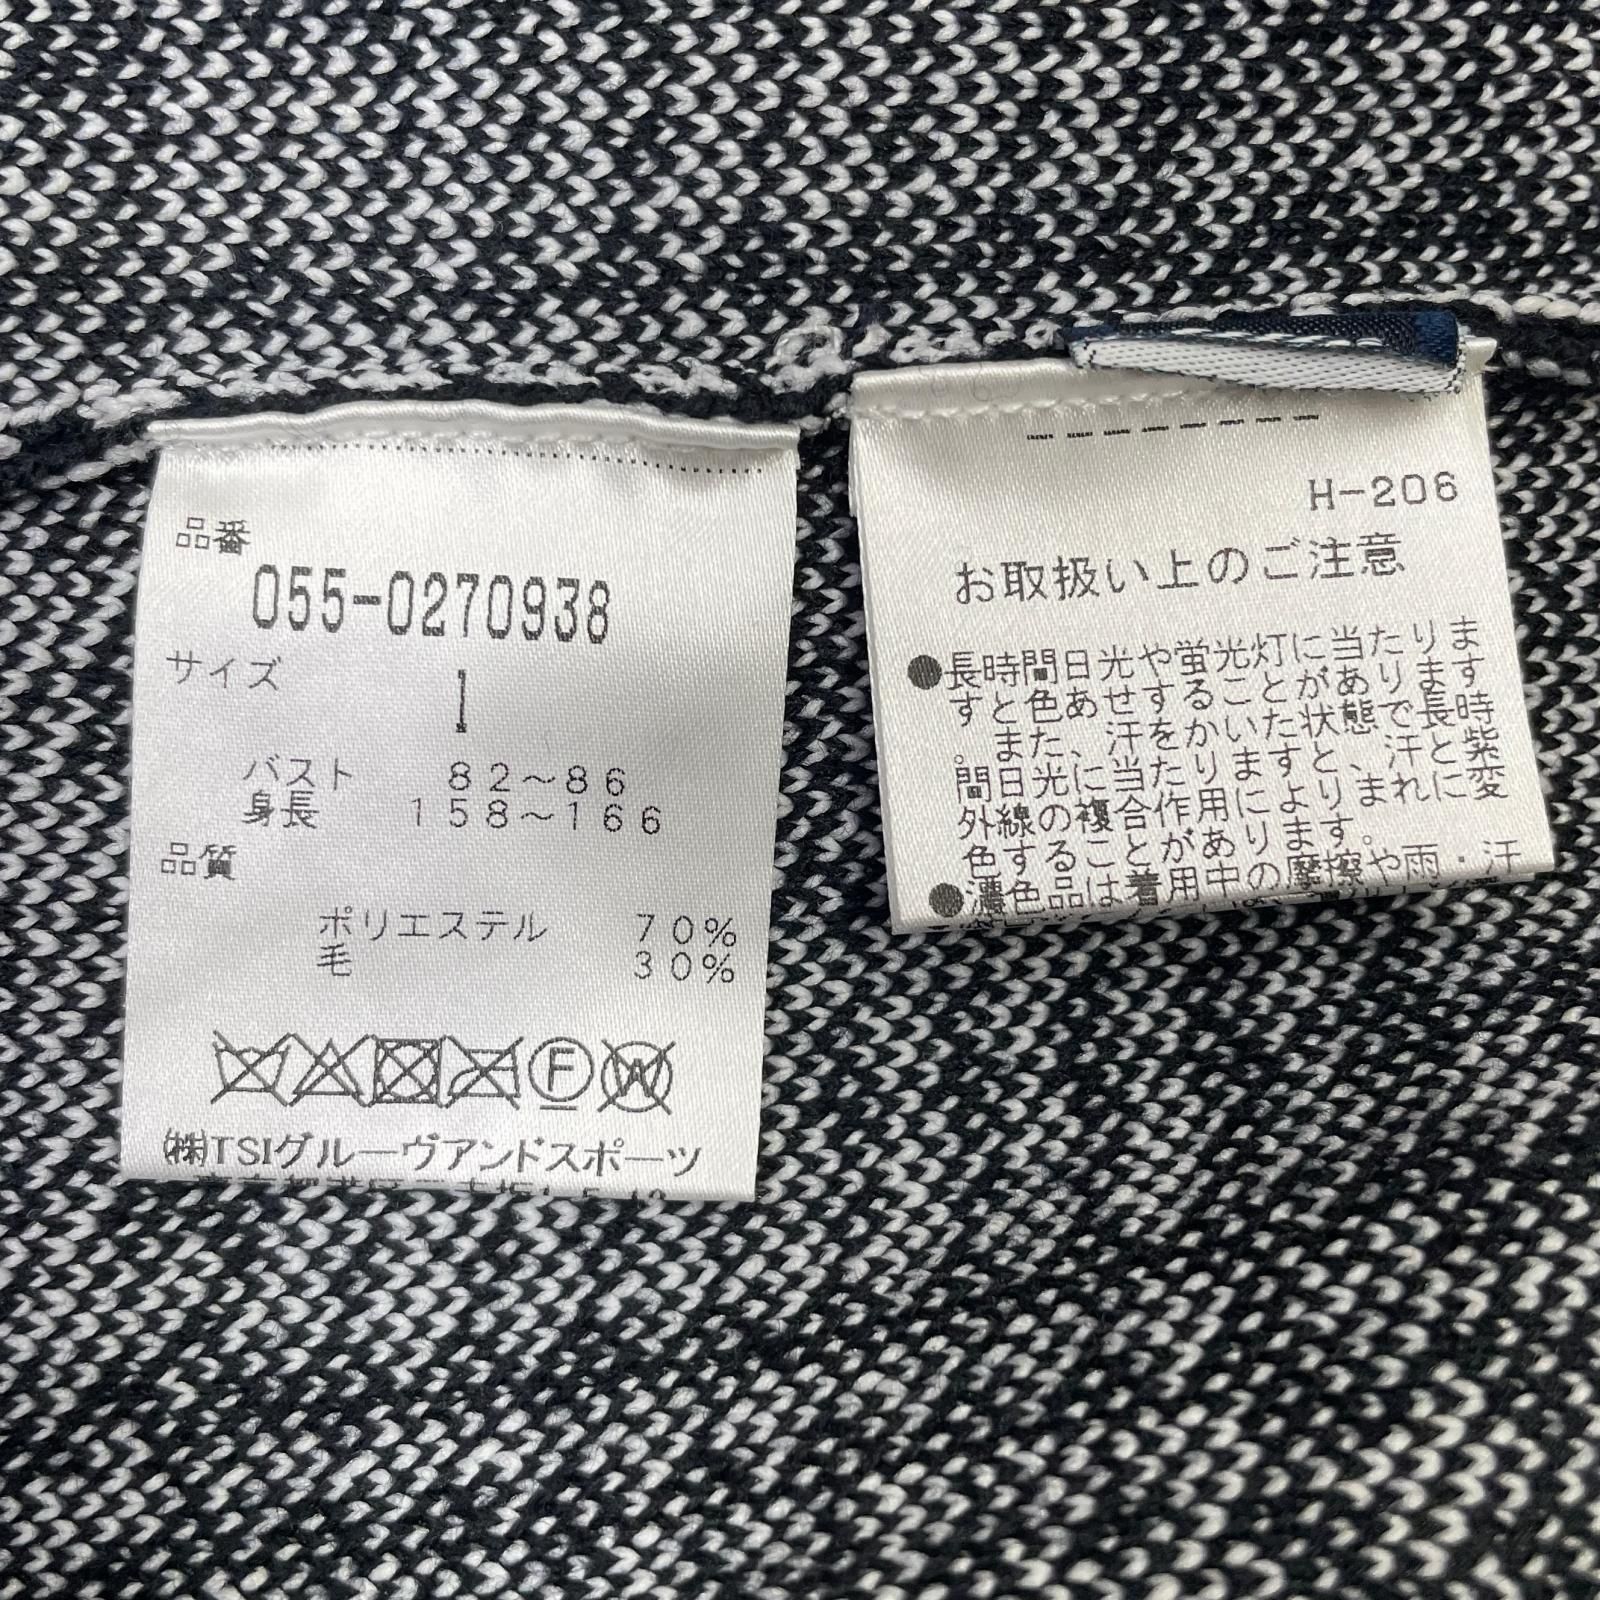 品番
055-0270938
サイズ
1
バスト 82～86
身長 158～166
品質
ポリエステル 70%
毛 30%
F
W
(株)TSIグルーヴアンドスポーツ
H-206
お取扱い上のご注意
●長時間日光や蛍光灯に当たりま
すと色あせすることがあります
。また、汗をかいた状態で長時
間日光に当たりますと、汗と紫
外線の複合作用によりまれに変
色することがあります。
●濃色品は着用中の摩擦や雨・汗